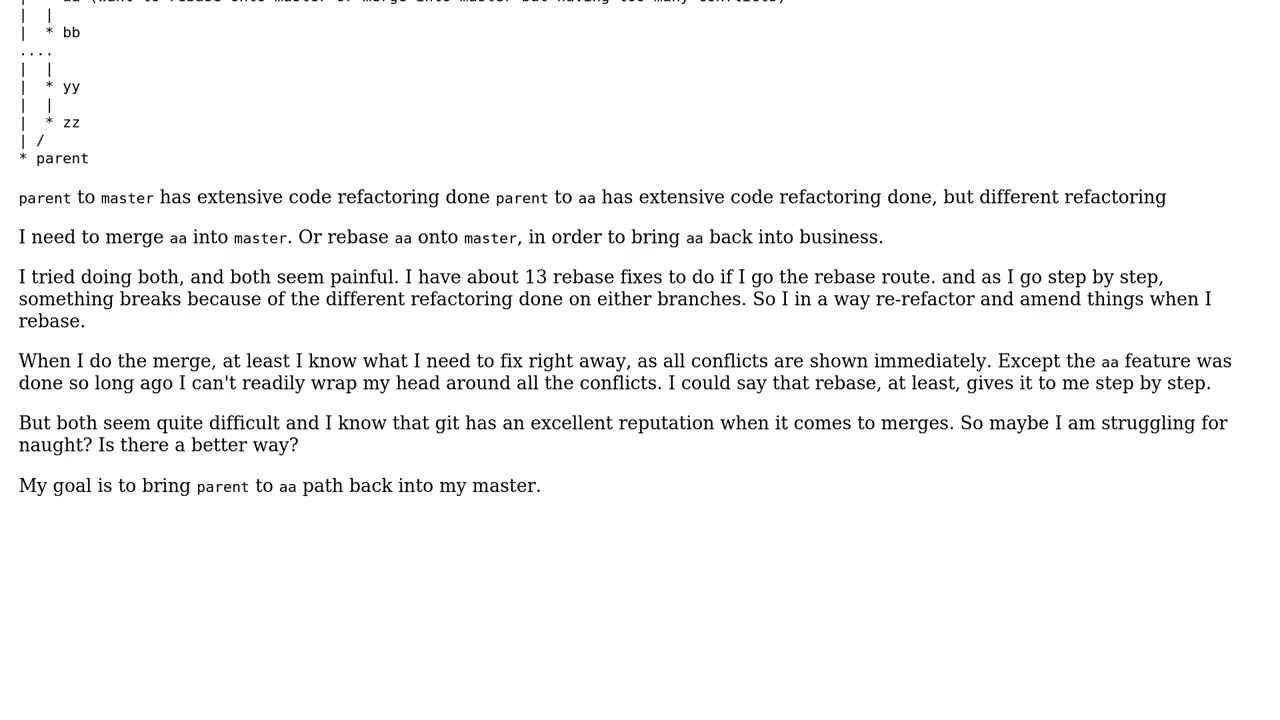 | |
| * bb
....
| |
| * yy
| |
| * zz
| /
* parent
parent to master has extensive code refactoring done parent to aa has extensive code refactoring done, but different refactoring
I need to merge aa into master. Or rebase aa onto master, in order to bring aa back into business.
I tried doing both, and both seem painful. I have about 13 rebase fixes to do if I go the rebase route. and as I go step by step,
something breaks because of the different refactoring done on either branches. So I in a way re-refactor and amend things when I
rebase.
When I do the merge, at least I know what I need to fix right away, as all conflicts are shown immediately. Except the aa feature was
done so long ago I can't readily wrap my head around all the conflicts. I could say that rebase, at least, gives it to me step by step.
But both seem quite difficult and I know that git has an excellent reputation when it comes to merges. So maybe I am struggling for
naught? Is there a better way?
My goal is to bring parent to aa path back into my master.